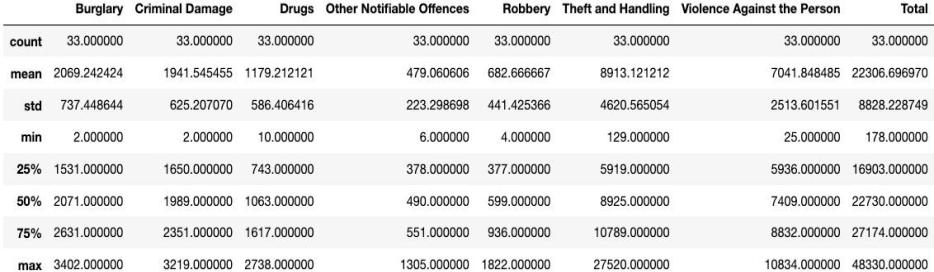 Burglary Criminal Damage Drugs Other Notifiable Offences Robbery Theft and Handling Violence Against the Person Total
count 33.000000 33.000000 33.000000 33.000000 33.000000 33.000000 33.000000 33.000000
mean 2069.242424 1941.545455 1179.212121 479.060606 682.666667 8913.121212 7041.848485 22306.696970
std 737.448644 625.207070 586.406416 223.298698 441.425366 4620.565054 2513.601551 8828.228749
min 2.000000 2.000000 10.000000 6.000000 4.000000 129.000000 25.000000 178.000000
25% 1531.000000 1650.000000 743.000000 378.000000 377.000000 5919.000000 5936.000000 16903.000000
50% 2071.000000 1989.000000 1063.000000 490.000000 599.000000 8925.000000 7409.000000 22730.000000
75% 2631.000000 2351.000000 1617.000000 551.000000 936.000000 10789.000000 8832.000000 27174.000000
max 3402.000000 3219.000000 2738.000000 1305.000000 1822.000000 27520.000000 10834.000000 48330.000000